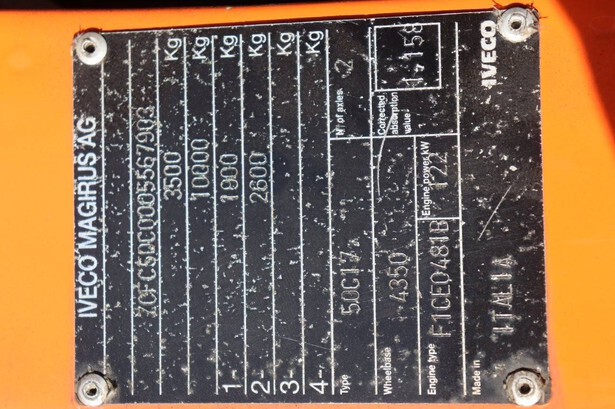 IVECO MAGIRUS AG
ZCFC50C0005567903
3500 Kg
10000 Kg
1- 1900 Kg
2- 2600 Kg
3- Kg
4- Kg
Type 50C17 N° of axles. 2
Wheelbase 4350 Corrected absorption value 1.158
Engine type F1CE0481B Engine power kW 122
Made in ITALIA IVECO